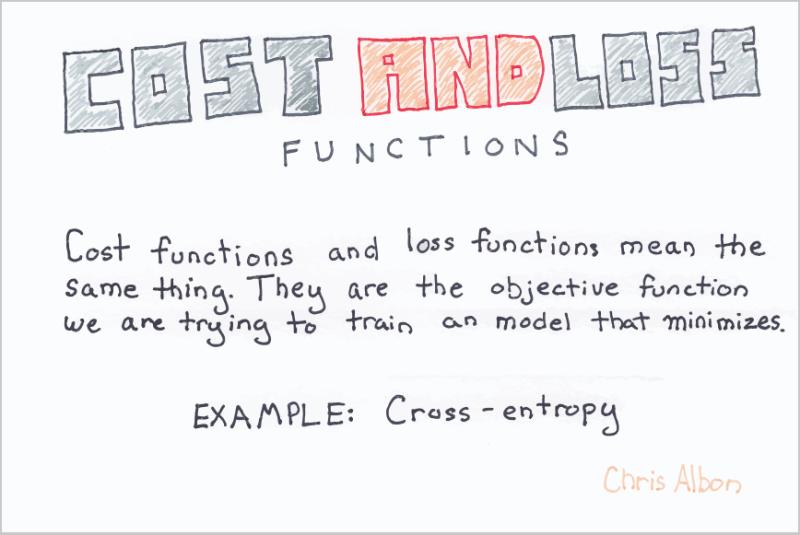 COST AND LOSS
FUNCTIONS
Cost functions and loss functions mean the
same thing. They are the objective function
we are trying to train an model that minimizes.
EXAMPLE: Cross-entropy
Chris Albon